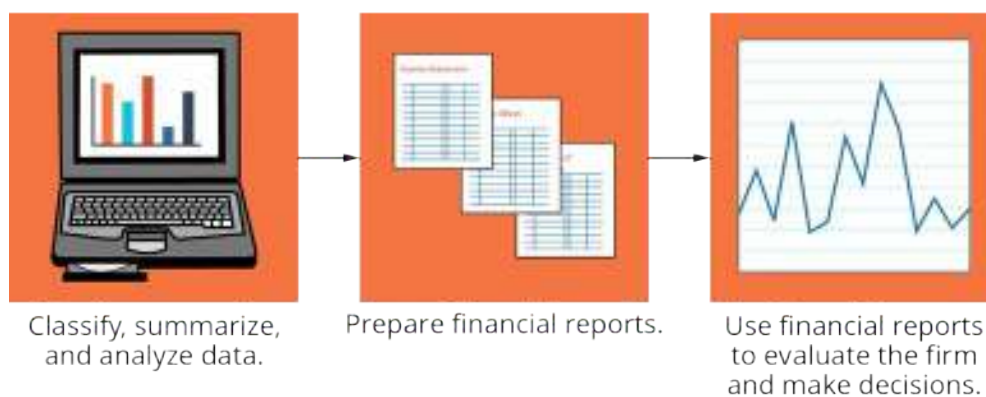 Classify, summarize,
and analyze data.
Prepare financial reports.
Use financial reports
to evaluate the firm
and make decisions.